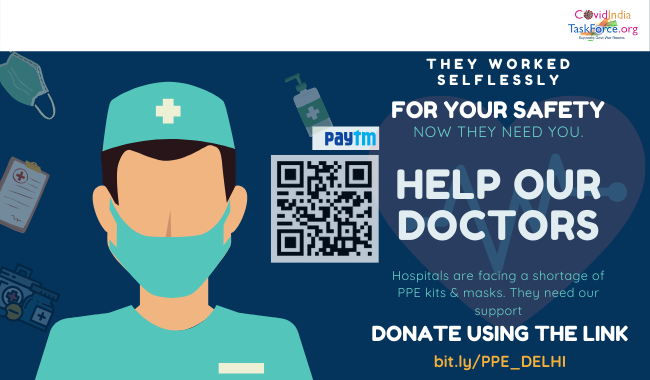 CovidIndia
TaskForce.org
THEY WORKED
SELFLESSLY
FOR YOUR SAFETY
NOW THEY NEED YOU.
paytm
HELP OUR
DOCTORS
Hospitals are facing a shortage of
PPE kits & masks. They need our
support
DONATE USING THE LINK
bit.ly/PPE_DELHI